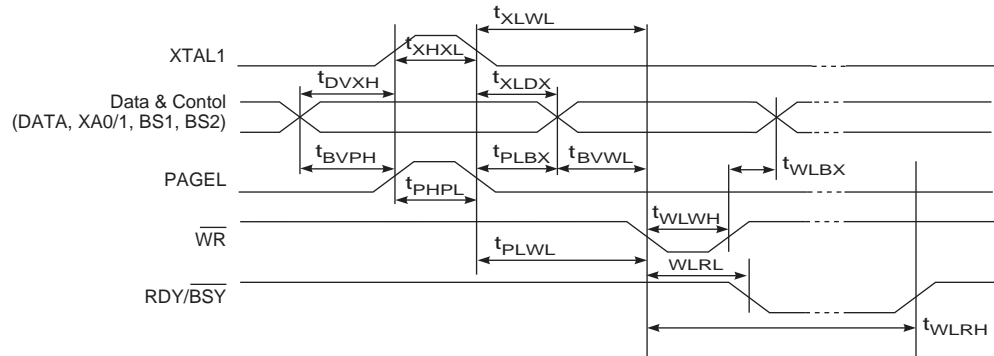 tXLWL
XTAL1
tXHXL
tDVXH
tXLDX
Data & Contol
(DATA, XA0/1, BS1, BS2)
tBVPH
tPLBX
tBVWL
tWLBX
PAGEL
tPHPL
tWLWH
WR
tPLWL
WLRL
RDY/BSY
tWLRH